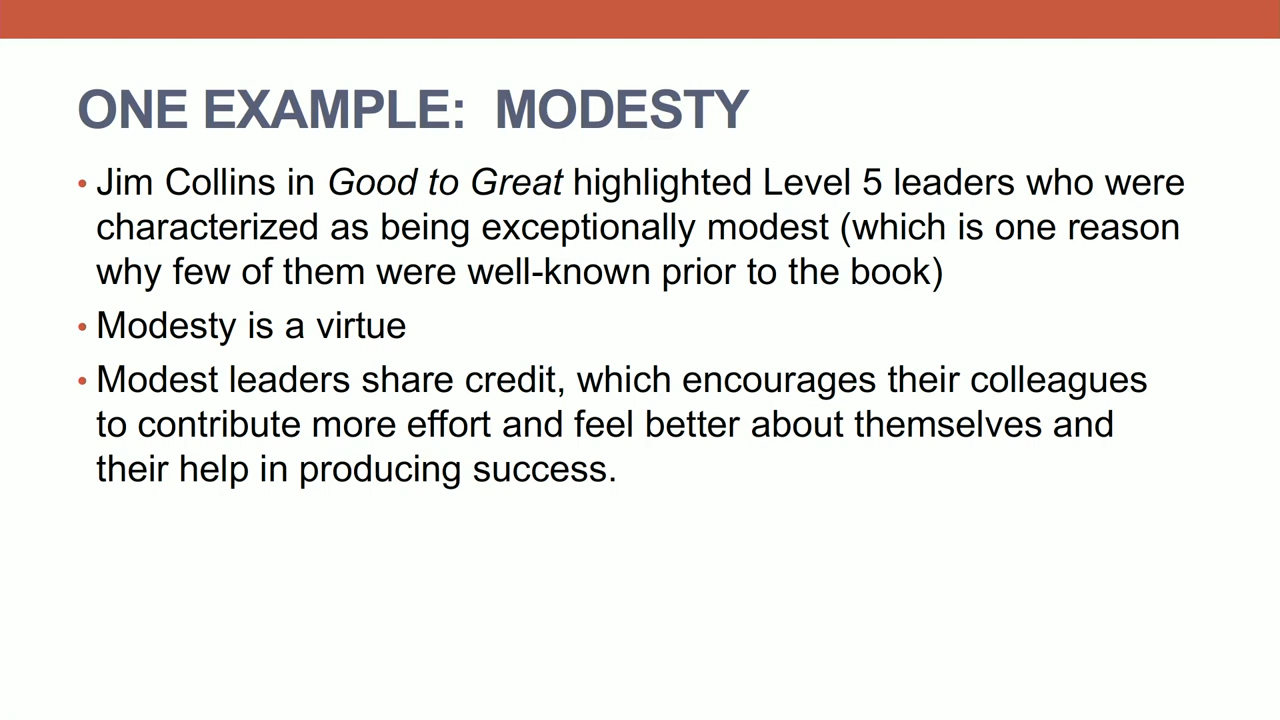 ONE EXAMPLE: MODESTY
• Jim Collins in Good to Great highlighted Level 5 leaders who were
characterized as being exceptionally modest (which is one reason
why few of them were well-known prior to the book)
• Modesty is a virtue
• Modest leaders share credit, which encourages their colleagues
to contribute more effort and feel better about themselves and
their help in producing success.